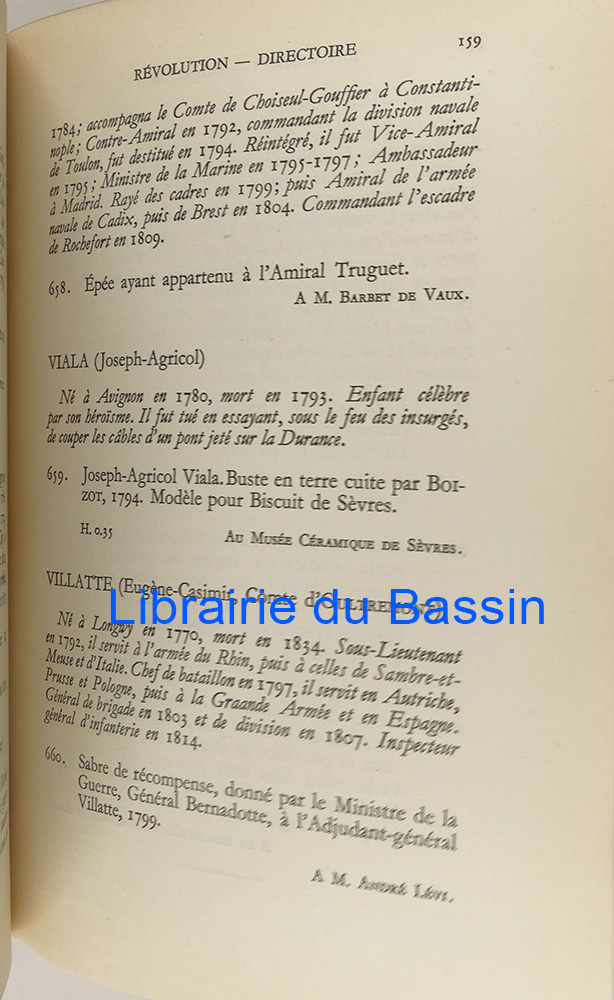 RÉVOLUTION — DIRECTOIRE 159
1784; accompagna le Comte de Choiseul-Gouffier à Constanti-
nople; Contre-Amiral en 1792, commandant la division navale
de Toulon, fut destitué en 1794. Réintégré, il fut Vice-Amiral
en 1795; Ministre de la Marine en 1795-1797; Ambassadeur
à Madrid. Rayé des cadres en 1799; puis Amiral de l'armée
navale de Cadix, puis de Brest en 1804. Commandant l'escadre
de Rochefort en 1809.
658. Épée ayant appartenu à l'Amiral Truguet.
A M. BARBET DE VAUX.
VIALA (Joseph-Agricol)
Né à Avignon en 1780, mort en 1793. Enfant célèbre
par son héroïsme. Il fut tué en essayant, sous le feu des insurgés,
de couper les câbles d'un pont jeté sur la Durance.
659. Joseph-Agricol Viala. Buste en terre cuite par BOI-
ZOT, 1794. Modèle pour Biscuit de Sèvres.
H. 0.35 AU MUSÉE CÉRAMIQUE DE SÈVRES.
VILLATTE (Eugène-Casimir, Comte d'OULTREMONT)
Librairie du Bassin
Né à Longwy en 1770, mort en 1834. Sous-Lieutenant
en 1792, il servit à l'armée du Rhin, puis à celles de Sambre-et-
Meuse et d'Italie. Chef de bataillon en 1797, il servit en Autriche,
Prusse et Pologne, puis à la Graande Armée et en Espagne.
Général de brigade en 1803 et de division en 1807. Inspecteur
général d'infanterie en 1814.
660. Sabre de récompense, donné par le Ministre de la
Guerre, Général Bernadotte, à l'Adjudant-général
Villatte, 1799.
A M. ANDRÉ LÉVI.